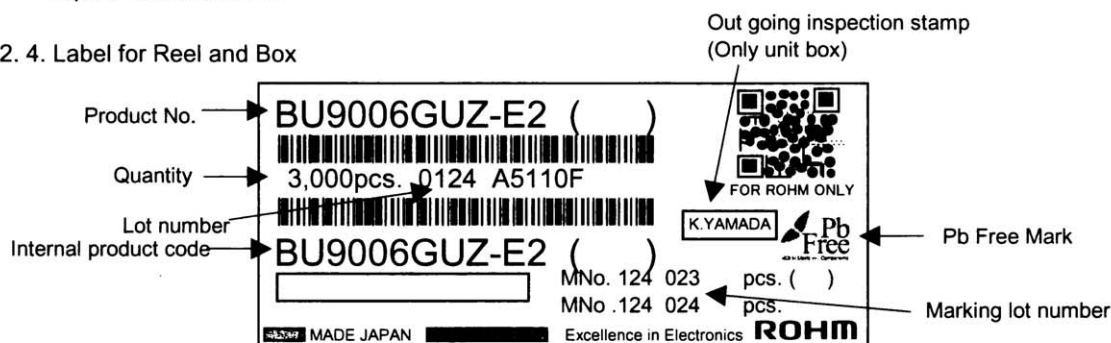 Out going inspection stamp
(Only unit box)
2. 4. Label for Reel and Box
Product No.
BU9006GUZ-E2 ( )
Quantity
3,000pcs. 0124 A5110F
FOR ROHM ONLY
Lot number
K.YAMADA
Pb
Free
Pb Free Mark
Internal product code
BU9006GUZ-E2 ( )
MNo. 124 023 pcs. ( )
MNo .124 024 pcs.
Marking lot number
MADE JAPAN
Excellence in Electronics ROHM